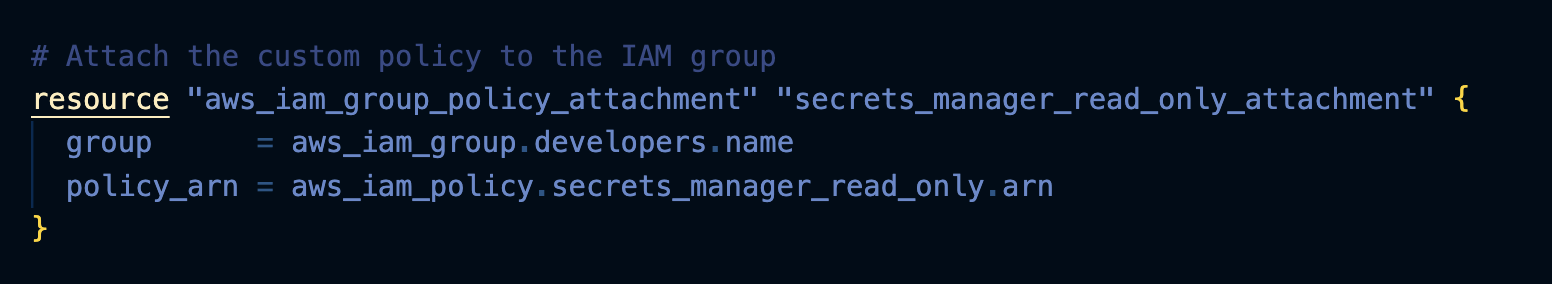 # Attach the custom policy to the IAM group
resource "aws_iam_group_policy_attachment" "secrets_manager_read_only_attachment" {
  group      = aws_iam_group.developers.name
  policy_arn = aws_iam_policy.secrets_manager_read_only.arn
}